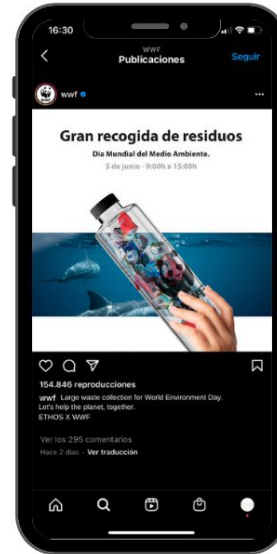 16:30
WWF
Publicaciones
Seguir
wwf
Gran recogida de residuos
Día Mundial del Medio Ambiente.
5 de junio - 9:00h a 15:00h
154.846 reproducciones
wwf Large waste collection for World Environment Day.
Let's help the planet, together.
ETHOS X WWF
Ver los 295 comentarios
Hace 2 días - Ver traducción